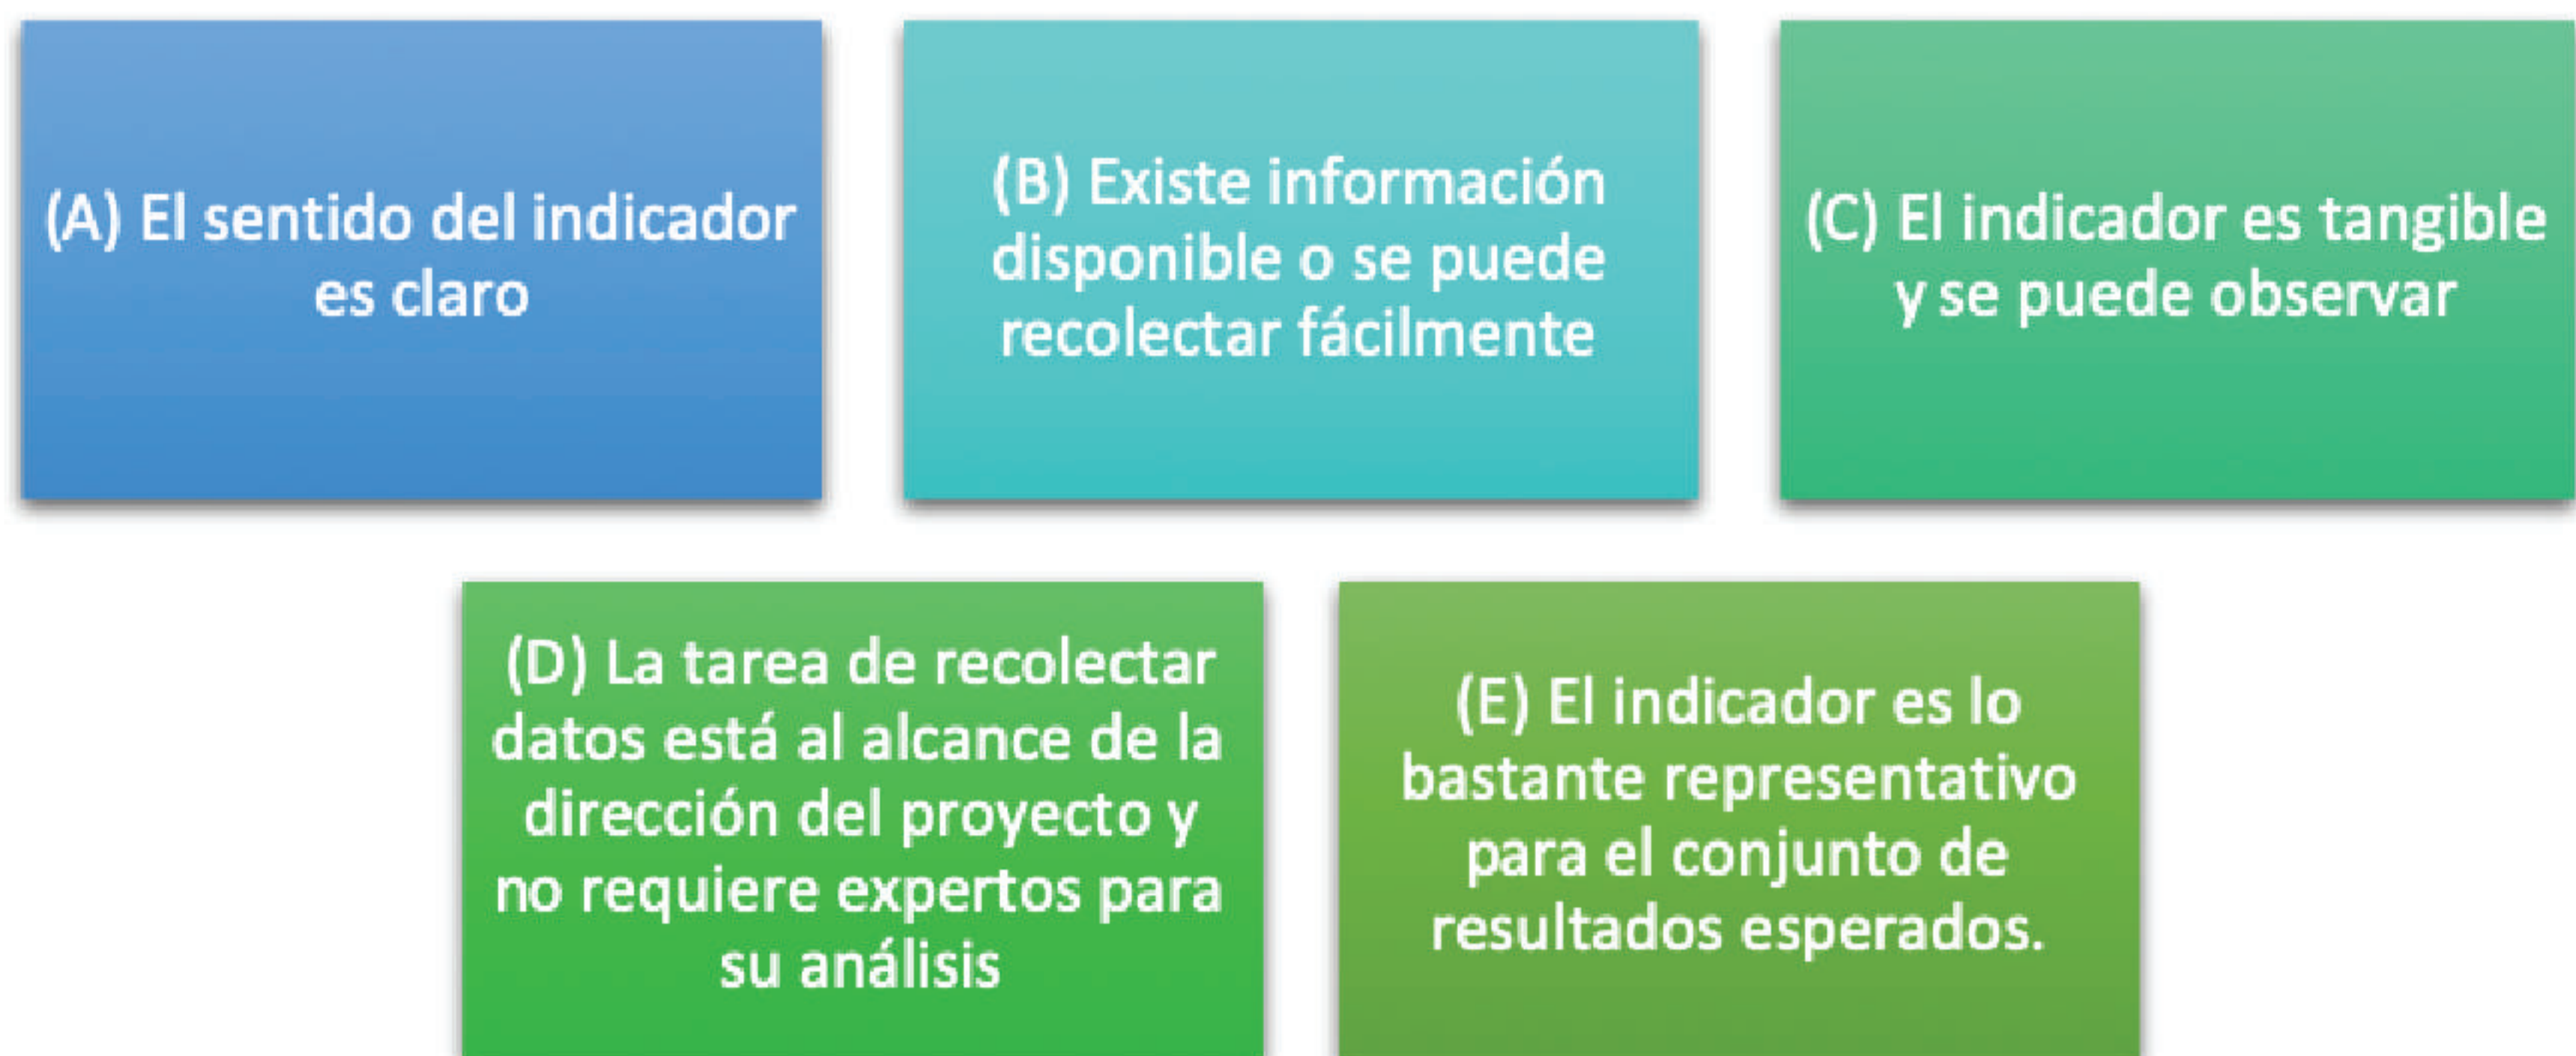 (A) El sentido del indicador
es claro
(B) Existe información
disponible o se puede
recolectar fácilmente
(C) El indicador es tangible
y se puede observar
(D) La tarea de recolectar
datos está al alcance de la
dirección del proyecto y
no requiere expertos para
su análisis
(E) El indicador es lo
bastante representativo
para el conjunto de
resultados esperados.